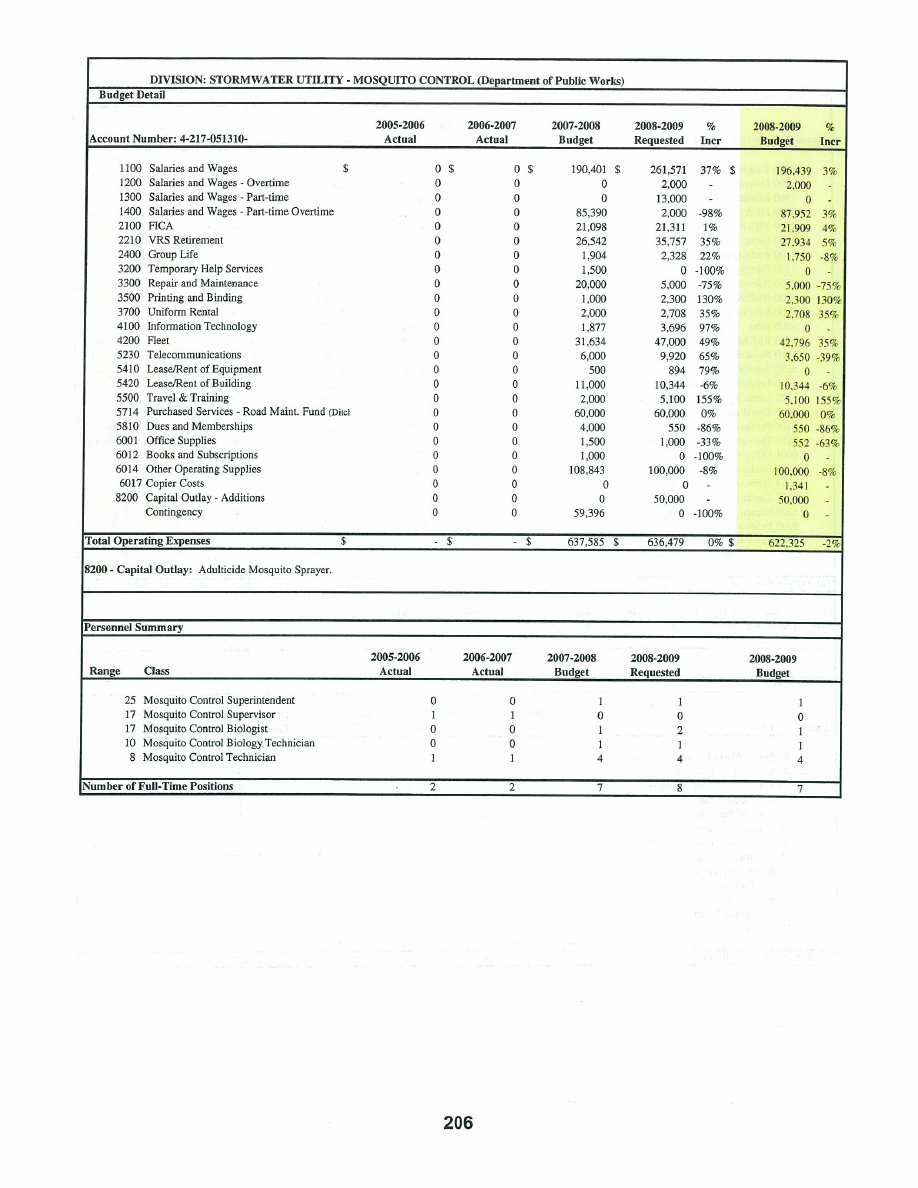 DIVISION: STORMWATER UTILITY - MOSQUITO CONTROL (Department of Public Works)
Budget Detail
2005-2006 2006-2007 2007-2008 2008-2009 % 2008-2009 %
Account Number: 4-217-051310- Actual Actual Budget Requested Incr Budget Incr
1100 Salaries and Wages $ 0 $ 0 $ 190,401 $ 261,571 37% $ 196,439 3%
1200 Salaries and Wages - Overtime 0 0 0 2,000 - 2,000 -
1300 Salaries and Wages - Part-time 0 0 0 13,000 - 0 -
1400 Salaries and Wages - Part-time Overtime 0 0 85,390 2,000 -98% 87,952 3%
2100 FICA 0 0 21,098 21,311 1% 21,909 4%
2210 VRS Retirement 0 0 26,542 35,757 35% 27,934 5%
2400 Group Life 0 0 1,904 2,328 22% 1,750 -8%
3200 Temporary Help Services 0 0 1,500 0 -100% 0 -
3300 Repair and Maintenance 0 0 20,000 5,000 -75% 5,000 -75%
3500 Printing and Binding 0 0 1,000 2,300 130% 2,300 130%
3700 Uniform Rental 0 0 2,000 2,708 35% 2,708 35%
4100 Information Technology 0 0 1,877 3,696 97% 0 -
4200 Fleet 0 0 31,634 47,000 49% 42,796 35%
5230 Telecommunications 0 0 6,000 9,920 65% 3,650 -39%
5410 Lease/Rent of Equipment 0 0 500 894 79% 0 -
5420 Lease/Rent of Building 0 0 11,000 10,344 -6% 10,344 -6%
5500 Travel & Training 0 0 2,000 5,100 155% 5,100 155%
5714 Purchased Services - Road Maint. Fund (Ditcl 0 0 60,000 60,000 0% 60,000 0%
5810 Dues and Memberships 0 0 4,000 550 -86% 550 -86%
6001 Office Supplies 0 0 1,500 1,000 -33% 552 -63%
6012 Books and Subscriptions 0 0 1,000 0 -100% 0 -
6014 Other Operating Supplies 0 0 108,843 100,000 -8% 100,000 -8%
6017 Copier Costs 0 0 0 0 - 1,341 -
8200 Capital Outlay - Additions 0 0 0 50,000 - 50,000 -
Contingency 0 0 59,396 0 -100% 0 -
Total Operating Expenses $ - $ - $ 637,585 $ 636,479 0% $ 622,325 -2%
8200 - Capital Outlay: Adulticide Mosquito Sprayer.
Personnel Summary
2005-2006 2006-2007 2007-2008 2008-2009 2008-2009
Range Class Actual Actual Budget Requested Budget
25 Mosquito Control Superintendent 0 0 1 1 1
17 Mosquito Control Supervisor 1 1 0 0 0
17 Mosquito Control Biologist 0 0 1 2 1
10 Mosquito Control Biology Technician 0 0 1 1 1
8 Mosquito Control Technician 1 1 4 4 4
Number of Full-Time Positions 2 2 7 8 7
206